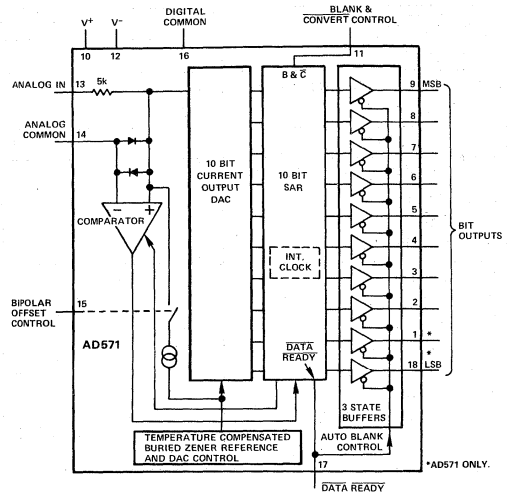 DIGITAL
COMMON
BLANK &
CONVERT CONTROL
V+
V−
10
12
16
11
ANALOG IN
13
5k
B & C
9
MSB
ANALOG
COMMON
14
8
7
10 BIT
CURRENT
OUTPUT
DAC
10 BIT
SAR
6
−
+
COMPARATOR
5
BIT
OUTPUTS
4
INT.
CLOCK
3
BIPOLAR
OFFSET
CONTROL
15
2
AD571
1
*
DATA
READY
*
18
LSB
3 STATE
BUFFERS
TEMPERATURE COMPENSATED
BURIED ZENER REFERENCE
AND DAC CONTROL
AUTO BLANK
CONTROL
17
*AD571 ONLY.
DATA READY